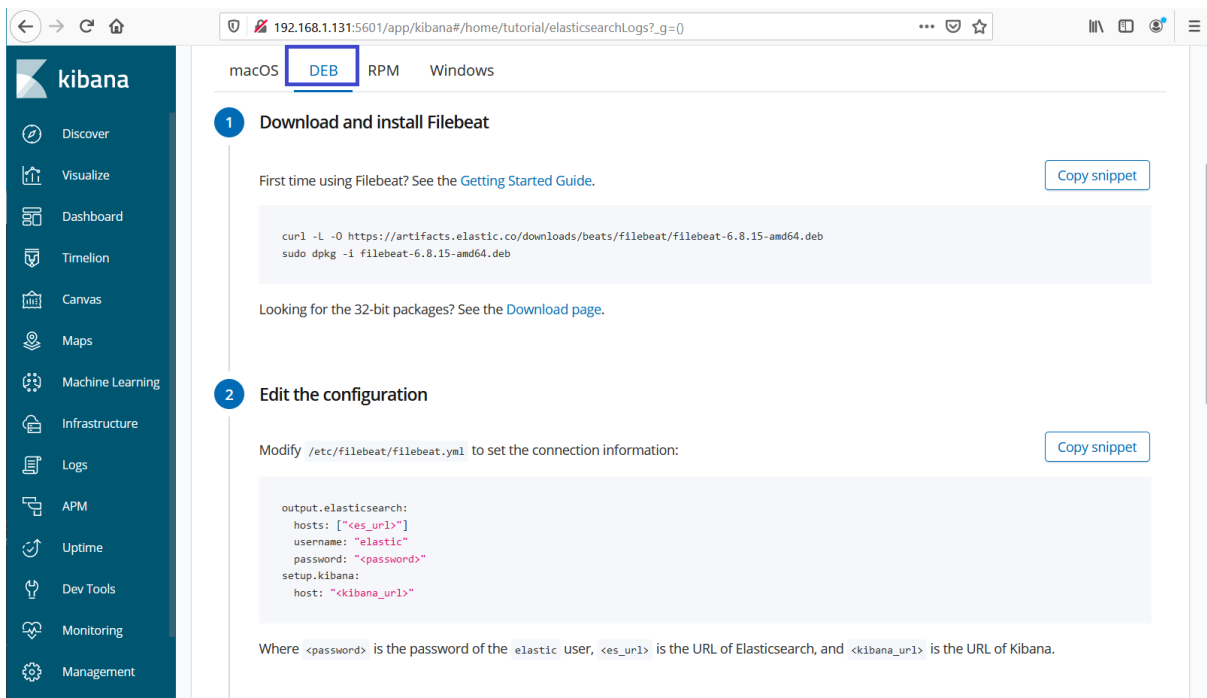 192.168.1.131:5601/app/kibana#/home/tutorial/elasticsearchLogs?_g=()
kibana
Discover
Visualize
Dashboard
Timelion
Canvas
Maps
Machine Learning
Infrastructure
Logs
APM
Uptime
Dev Tools
Monitoring
Management
macOS DEB RPM Windows
1 Download and install Filebeat
First time using Filebeat? See the Getting Started Guide.
Copy snippet
curl -L -O https://artifacts.elastic.co/downloads/beats/filebeat/filebeat-6.8.15-amd64.deb
sudo dpkg -i filebeat-6.8.15-amd64.deb
Looking for the 32-bit packages? See the Download page.
2 Edit the configuration
Modify /etc/filebeat/filebeat.yml to set the connection information:
Copy snippet
output.elasticsearch:
  hosts: ["<es_url>"]
  username: "elastic"
  password: "<password>"
setup.kibana:
  host: "<kibana_url>"
Where <password> is the password of the elastic user, <es_url> is the URL of Elasticsearch, and <kibana_url> is the URL of Kibana.